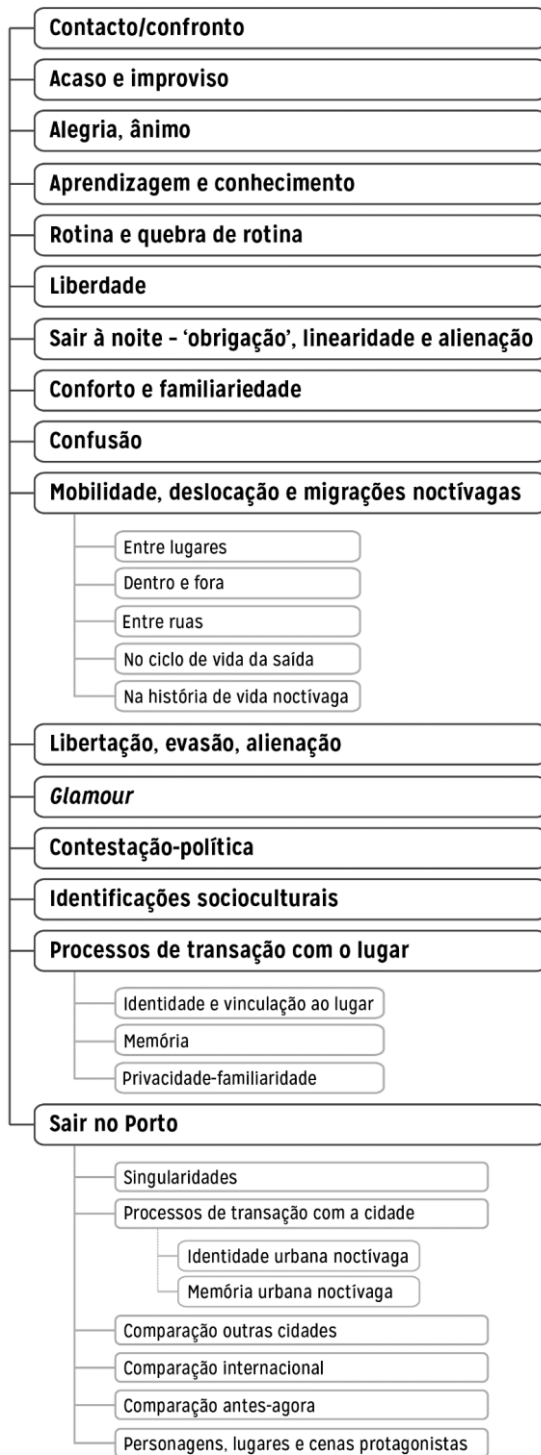 Contacto/confronto
Acaso e improviso
Alegria, ânimo
Aprendizagem e conhecimento
Rotina e quebra de rotina
Liberdade
Sair à noite - ‘obrigação’, linearidade e alienação
Conforto e familiariedade
Confusão
Mobilidade, deslocação e migrações noctívagas
Entre lugares
Dentro e fora
Entre ruas
No ciclo de vida da saída
Na história de vida noctívaga
Libertação, evasão, alienação
Glamour
Contestação-política
Identificações socioculturais
Processos de transação com o lugar
Identidade e vinculação ao lugar
Memória
Privacidade-familiaridade
Sair no Porto
Singularidades
Processos de transação com a cidade
Identidade urbana noctívaga
Memória urbana noctívaga
Comparação outras cidades
Comparação internacional
Comparação antes-agora
Personagens, lugares e cenas protagonistas